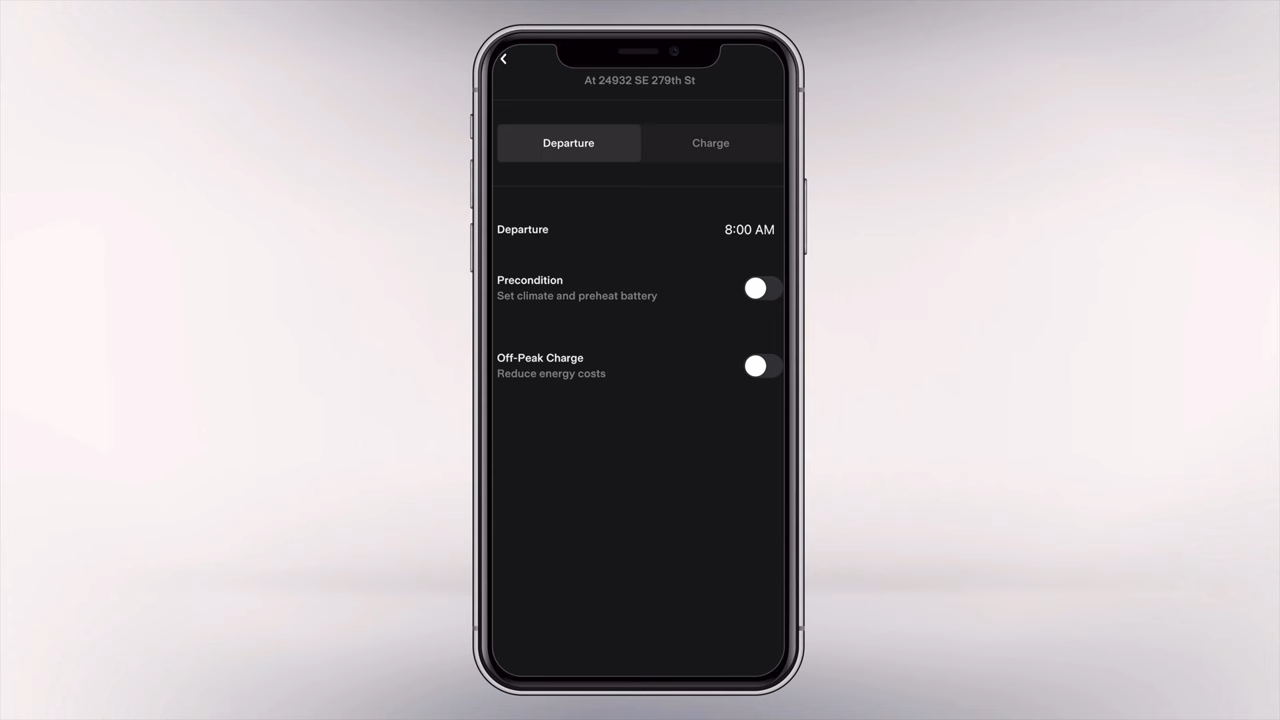 At 24932 SE 279th St
Departure
Charge
Departure
8:00 AM
Precondition
Set climate and preheat battery
Off-Peak Charge
Reduce energy costs